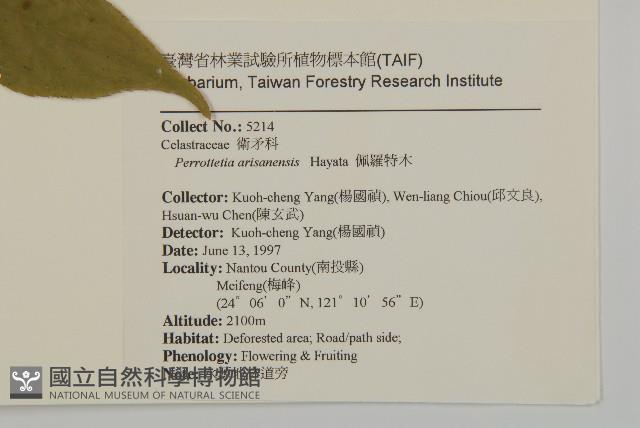 臺灣省林業試驗所植物標本館(TAIF)
barium, Taiwan Forestry Research Institute
Collect No.: 5214
Celastraceae 衛矛科
Perrottetia arisanensis Hayata 佩羅特木
Collector: Kuoh-cheng Yang(楊國禎), Wen-liang Chiou(邱文良),
Hsuan-wu Chen(陳玄武)
Detector: Kuoh-cheng Yang(楊國禎)
Date: June 13, 1997
Locality: Nantou County(南投縣)
Meifeng(梅峰)
(24° 06′ 0″ N, 121° 10′ 56″ E)
Altitude: 2100m
Habitat: Deforested area; Road/path side;
Phenology: Flowering & Fruiting
Note: 道旁
國立自然科學博物館
NATIONAL MUSEUM OF NATURAL SCIENCE